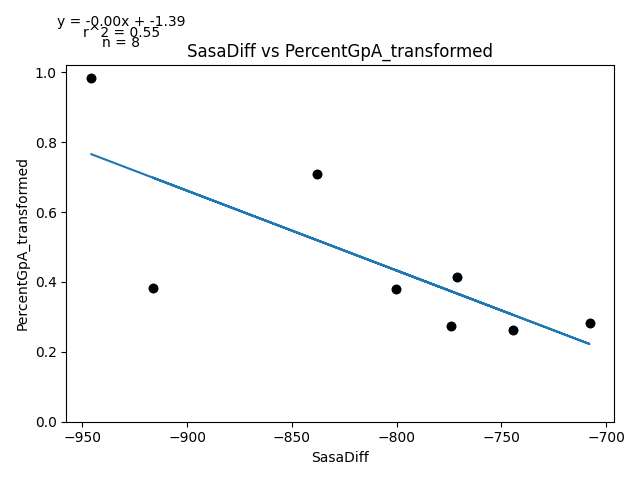 y = -0.00x + -1.39
r^2 = 0.55
n = 8
SasaDiff vs PercentGpA_transformed
PercentGpA_transformed
1.0
0.8
0.6
0.4
0.2
0.0
−950
−900
−850
−800
−750
−700
SasaDiff